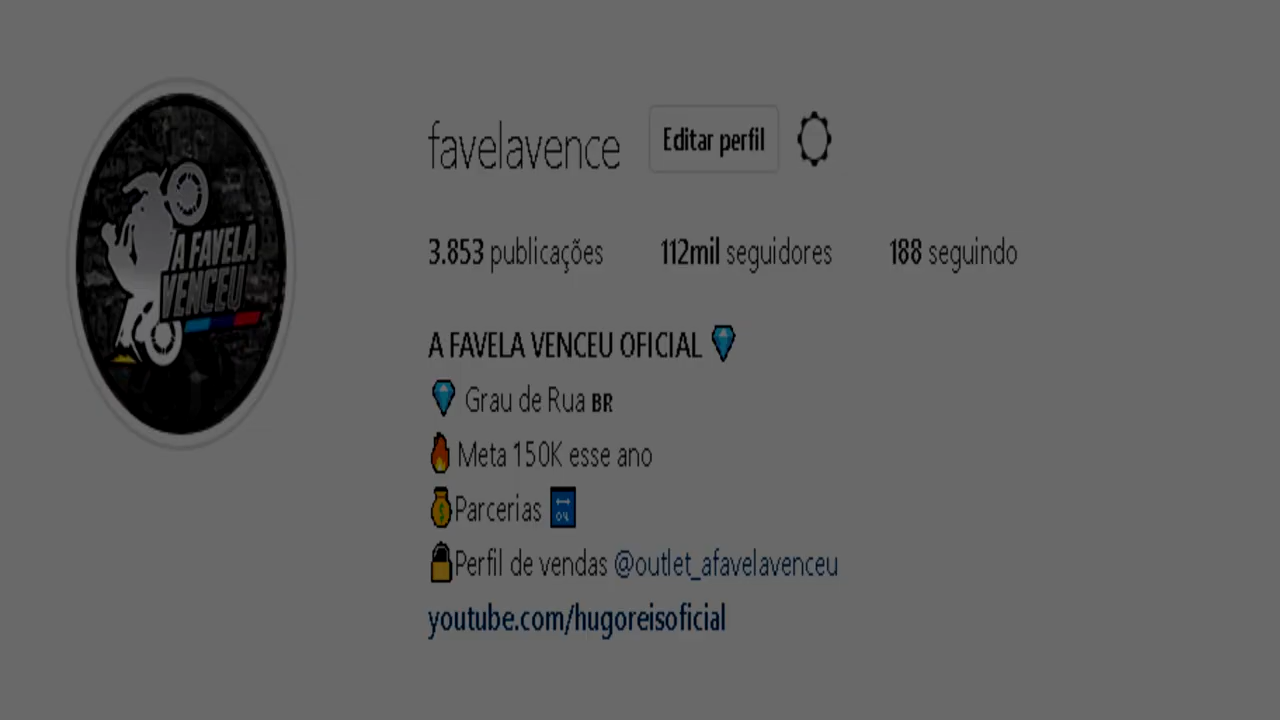 A FAVELA
VENCEU
favelavence Editar perfil
3.853 publicações 112mil seguidores 188 seguindo
A FAVELA VENCEU OFICIAL 💎
💎 Grau de Rua BR
🔥 Meta 150K esse ano
💰Parcerias
🔒Perfil de vendas @outlet_afavelavenceu
youtube.com/hugoreisoficial